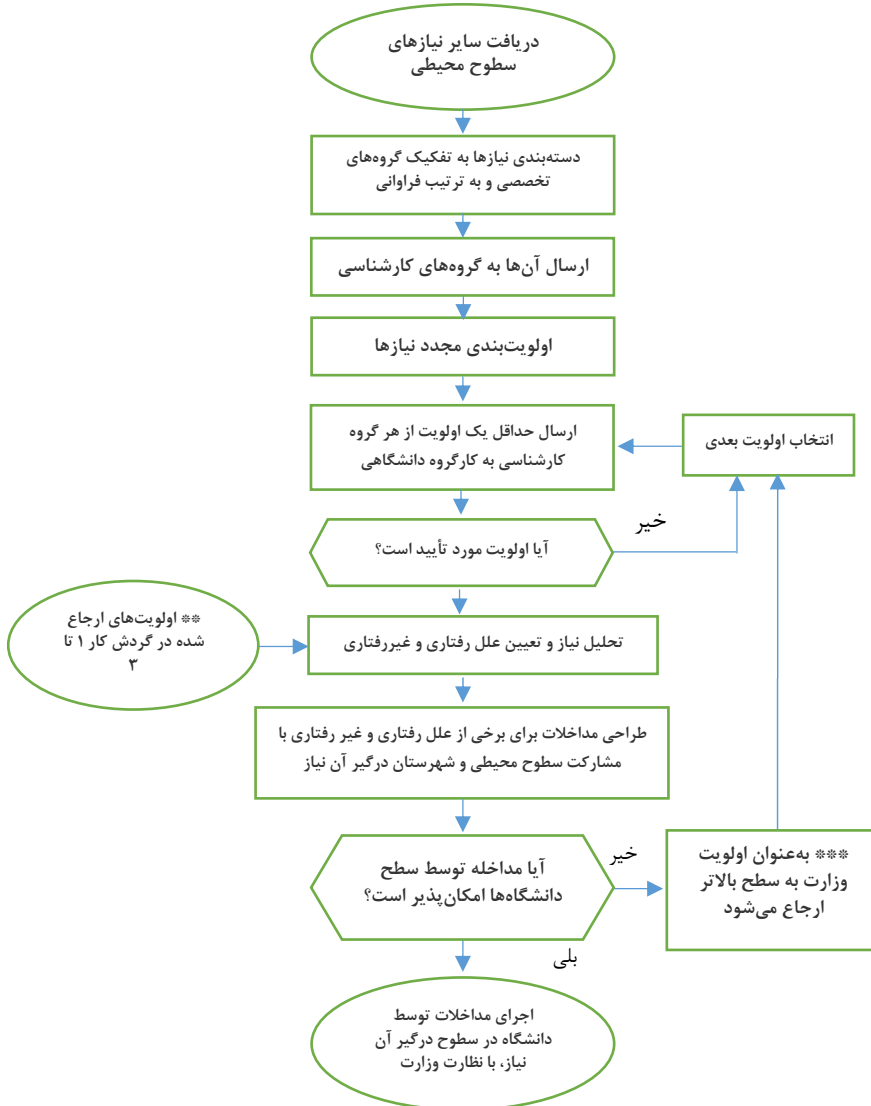 دریافت سایر نیازهای
سطوح محیطی
دسته‌بندی نیازها به تفکیک گروه‌های
تخصصی و به ترتیب فراوانی
ارسال آن‌ها به گروه‌های کارشناسی
اولویت‌بندی مجدد نیازها
ارسال حداقل یک اولویت از هر گروه
کارشناسی به کارگروه دانشگاهی
انتخاب اولویت بعدی
آیا اولویت مورد تأیید است؟
خیر
** اولویت‌های ارجاع
شده در گردش کار ۱ تا
۳
تحلیل نیاز و تعیین علل رفتاری و غیررفتاری
طراحی مداخلات برای برخی از علل رفتاری و غیر رفتاری با
مشارکت سطوح محیطی و شهرستان درگیر آن نیاز
آیا مداخله توسط سطح
دانشگاه‌ها امکان‌پذیر است؟
خیر
*** به‌عنوان اولویت
وزارت به سطح بالاتر
ارجاع می‌شود
بلی
اجرای مداخلات توسط
دانشگاه در سطوح درگیر آن
نیاز، با نظارت وزارت